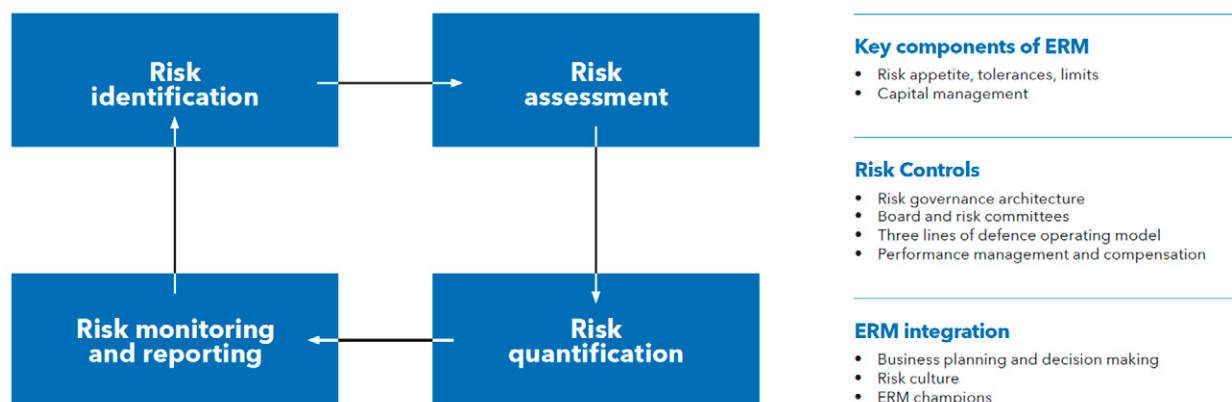 Risk
identification
Risk
assessment
Risk monitoring
and reporting
Risk
quantification
Key components of ERM
• Risk appetite, tolerances, limits
• Capital management
Risk Controls
• Risk governance architecture
• Board and risk committees
• Three lines of defence operating model
• Performance management and compensation
ERM integration
• Business planning and decision making
• Risk culture
• ERM champions